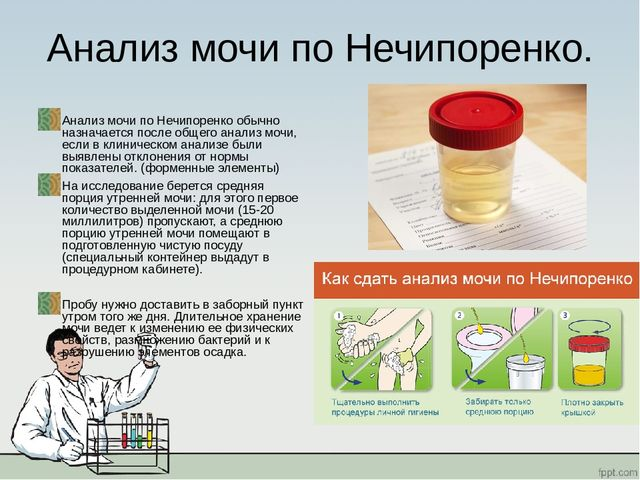 Анализ мочи по Нечипоренко.
Анализ мочи по Нечипоренко обычно
назначается после общего анализ мочи,
если в клиническом анализе были
выявлены отклонения от нормы
показателей. (форменные элементы)
На исследование берется средняя
порция утренней мочи: для этого первое
количество выделенной мочи (15-20
миллилитров) пропускают, а среднюю
порцию утренней мочи помещают в
подготовленную чистую посуду
(специальный контейнер выдадут в
процедурном кабинете).
Пробу нужно доставить в заборный пункт
утром того же дня. Длительное хранение
мочи ведет к изменению ее физических
свойств, размножению бактерий и к
разрушению элементов осадка.
Как сдать анализ мочи по Нечипоренко
1
2
3
Тщательно выполнить
процедуры личной гигиены
Забирать только
среднюю порцию
Плотно закрыть
крышкой
fppt.com